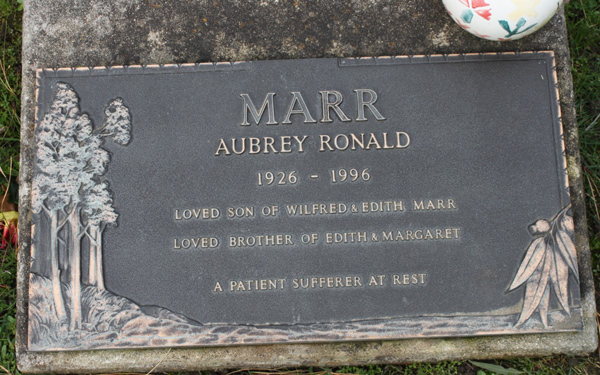 MARR
AUBREY RONALD
1926 - 1996
LOVED SON OF WILFRED & EDITH MARR
LOVED BROTHER OF EDITH & MARGARET
A PATIENT SUFFERER AT REST